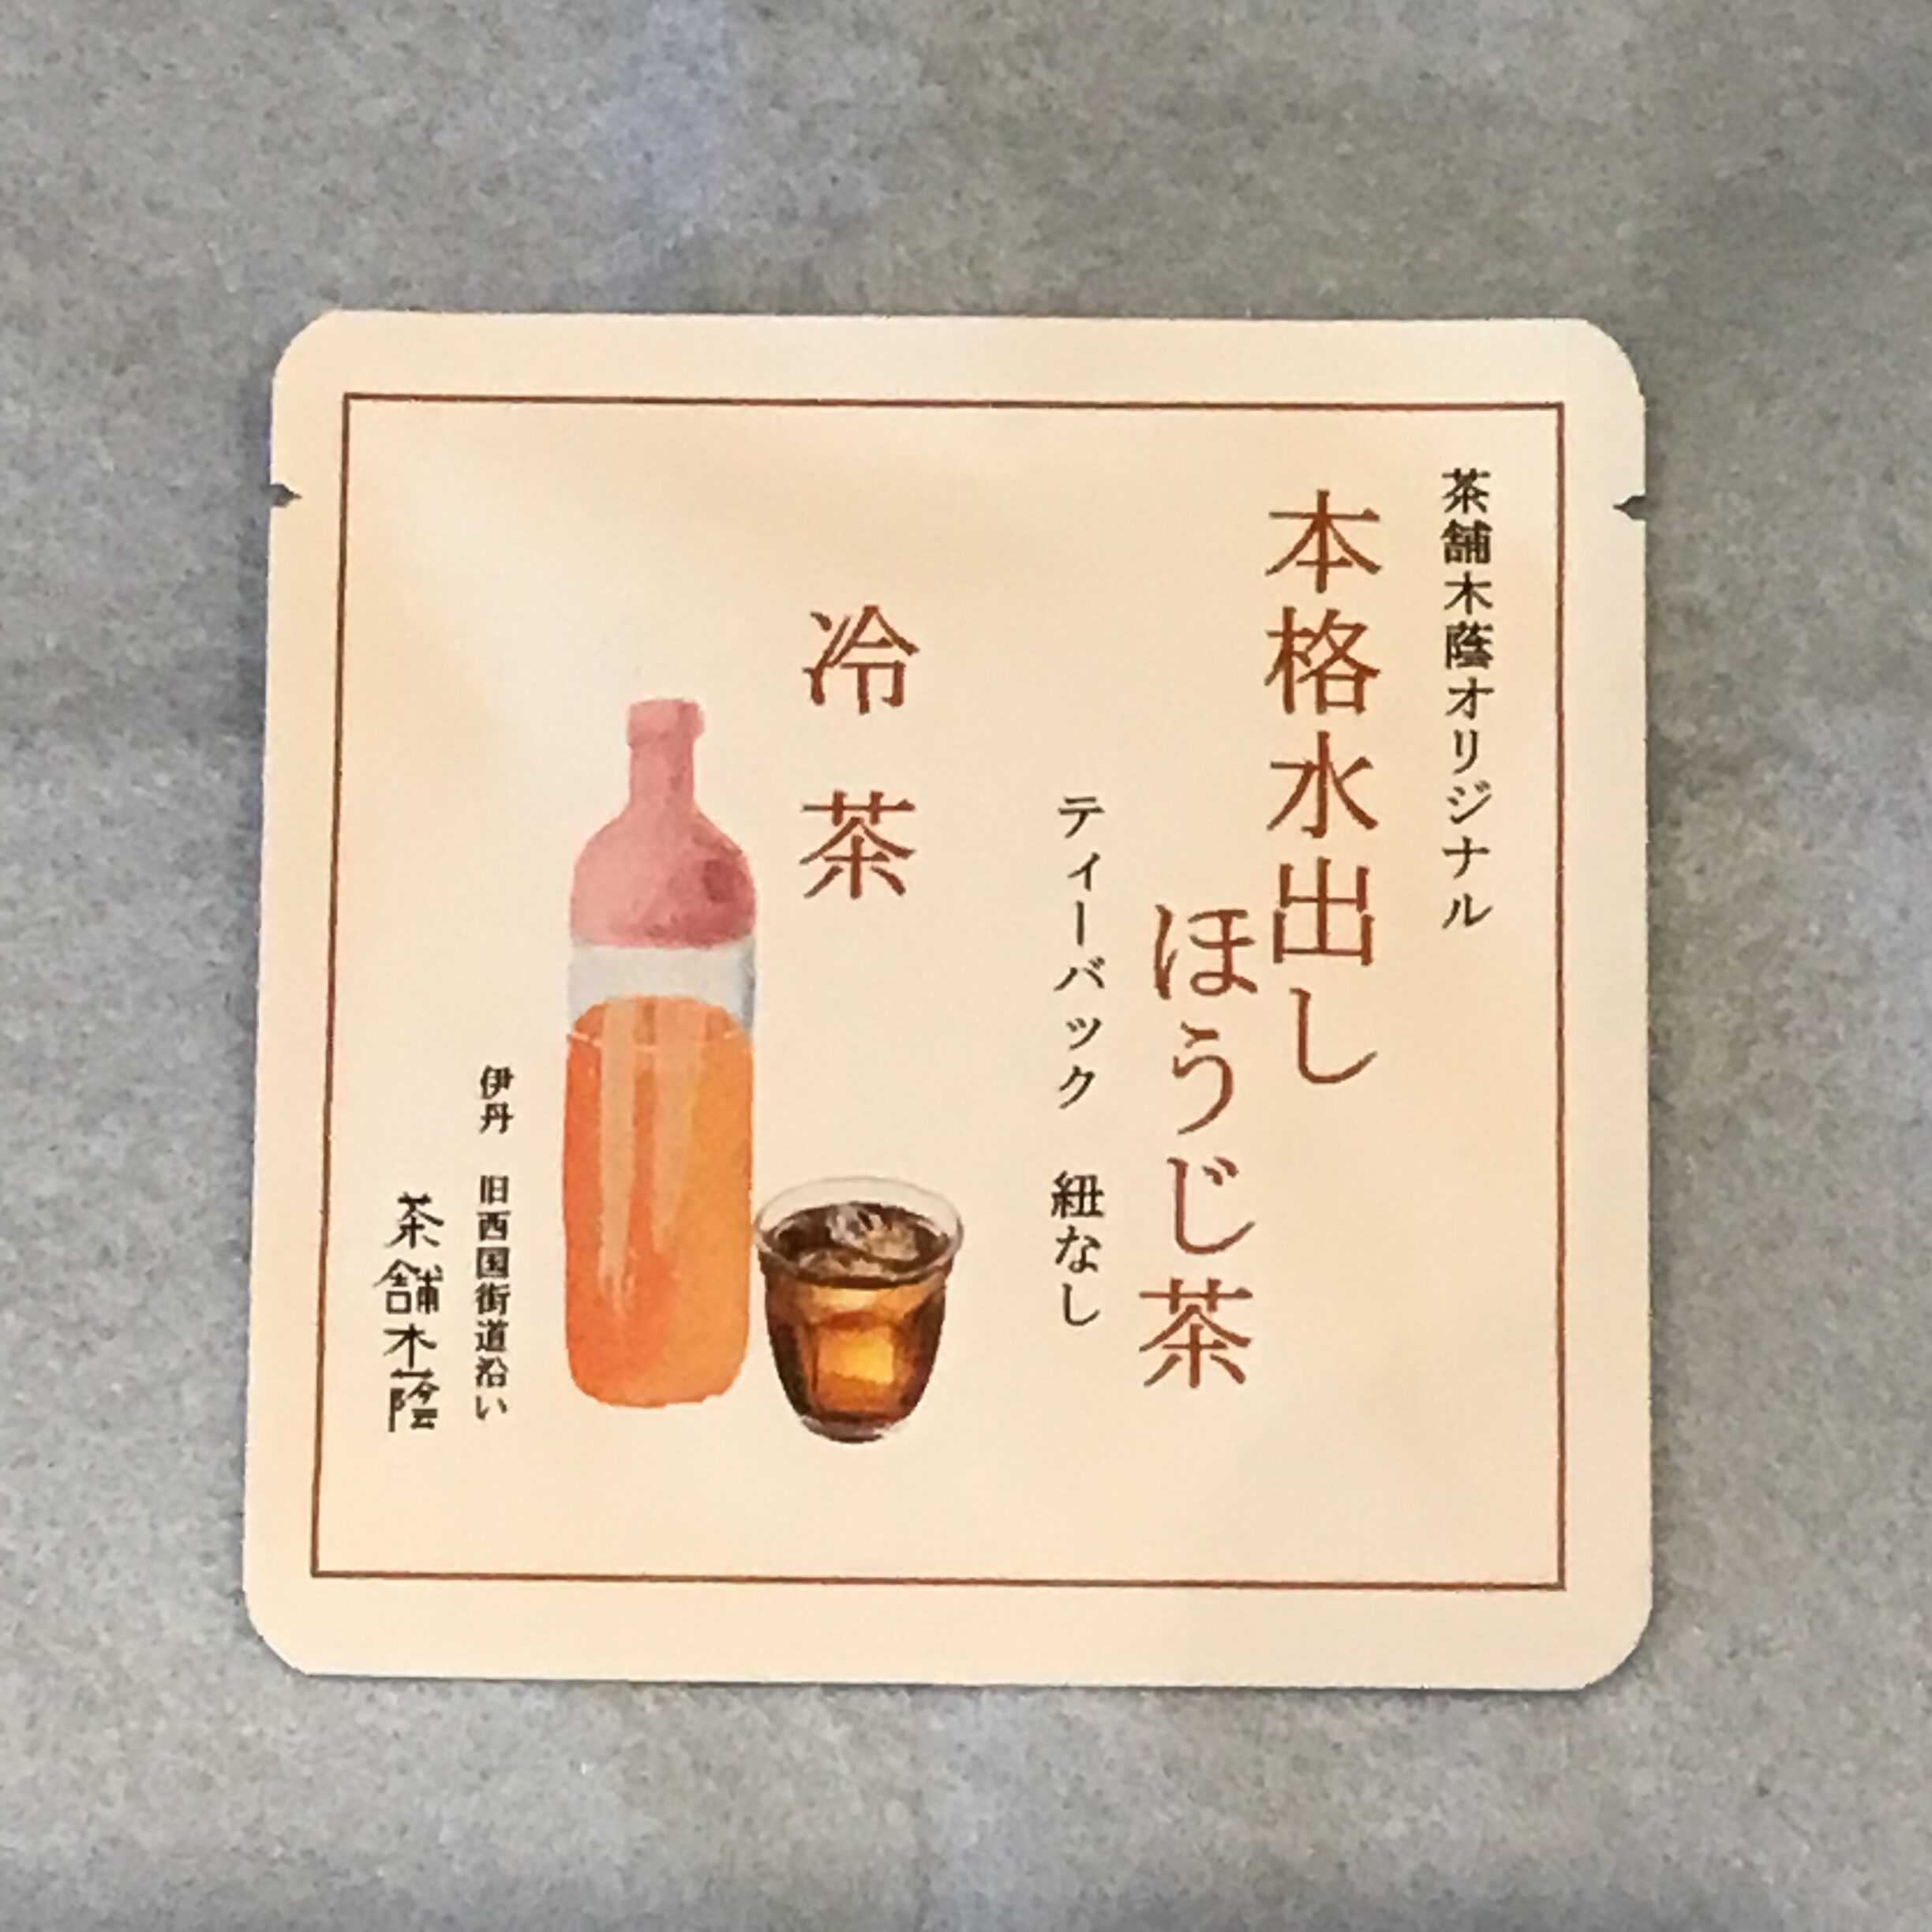 茶舗木蔭オリジナル
本格水出し
ほうじ茶
ティーバック 紐なし
冷茶
伊丹 旧西国街道沿い
茶舗木蔭